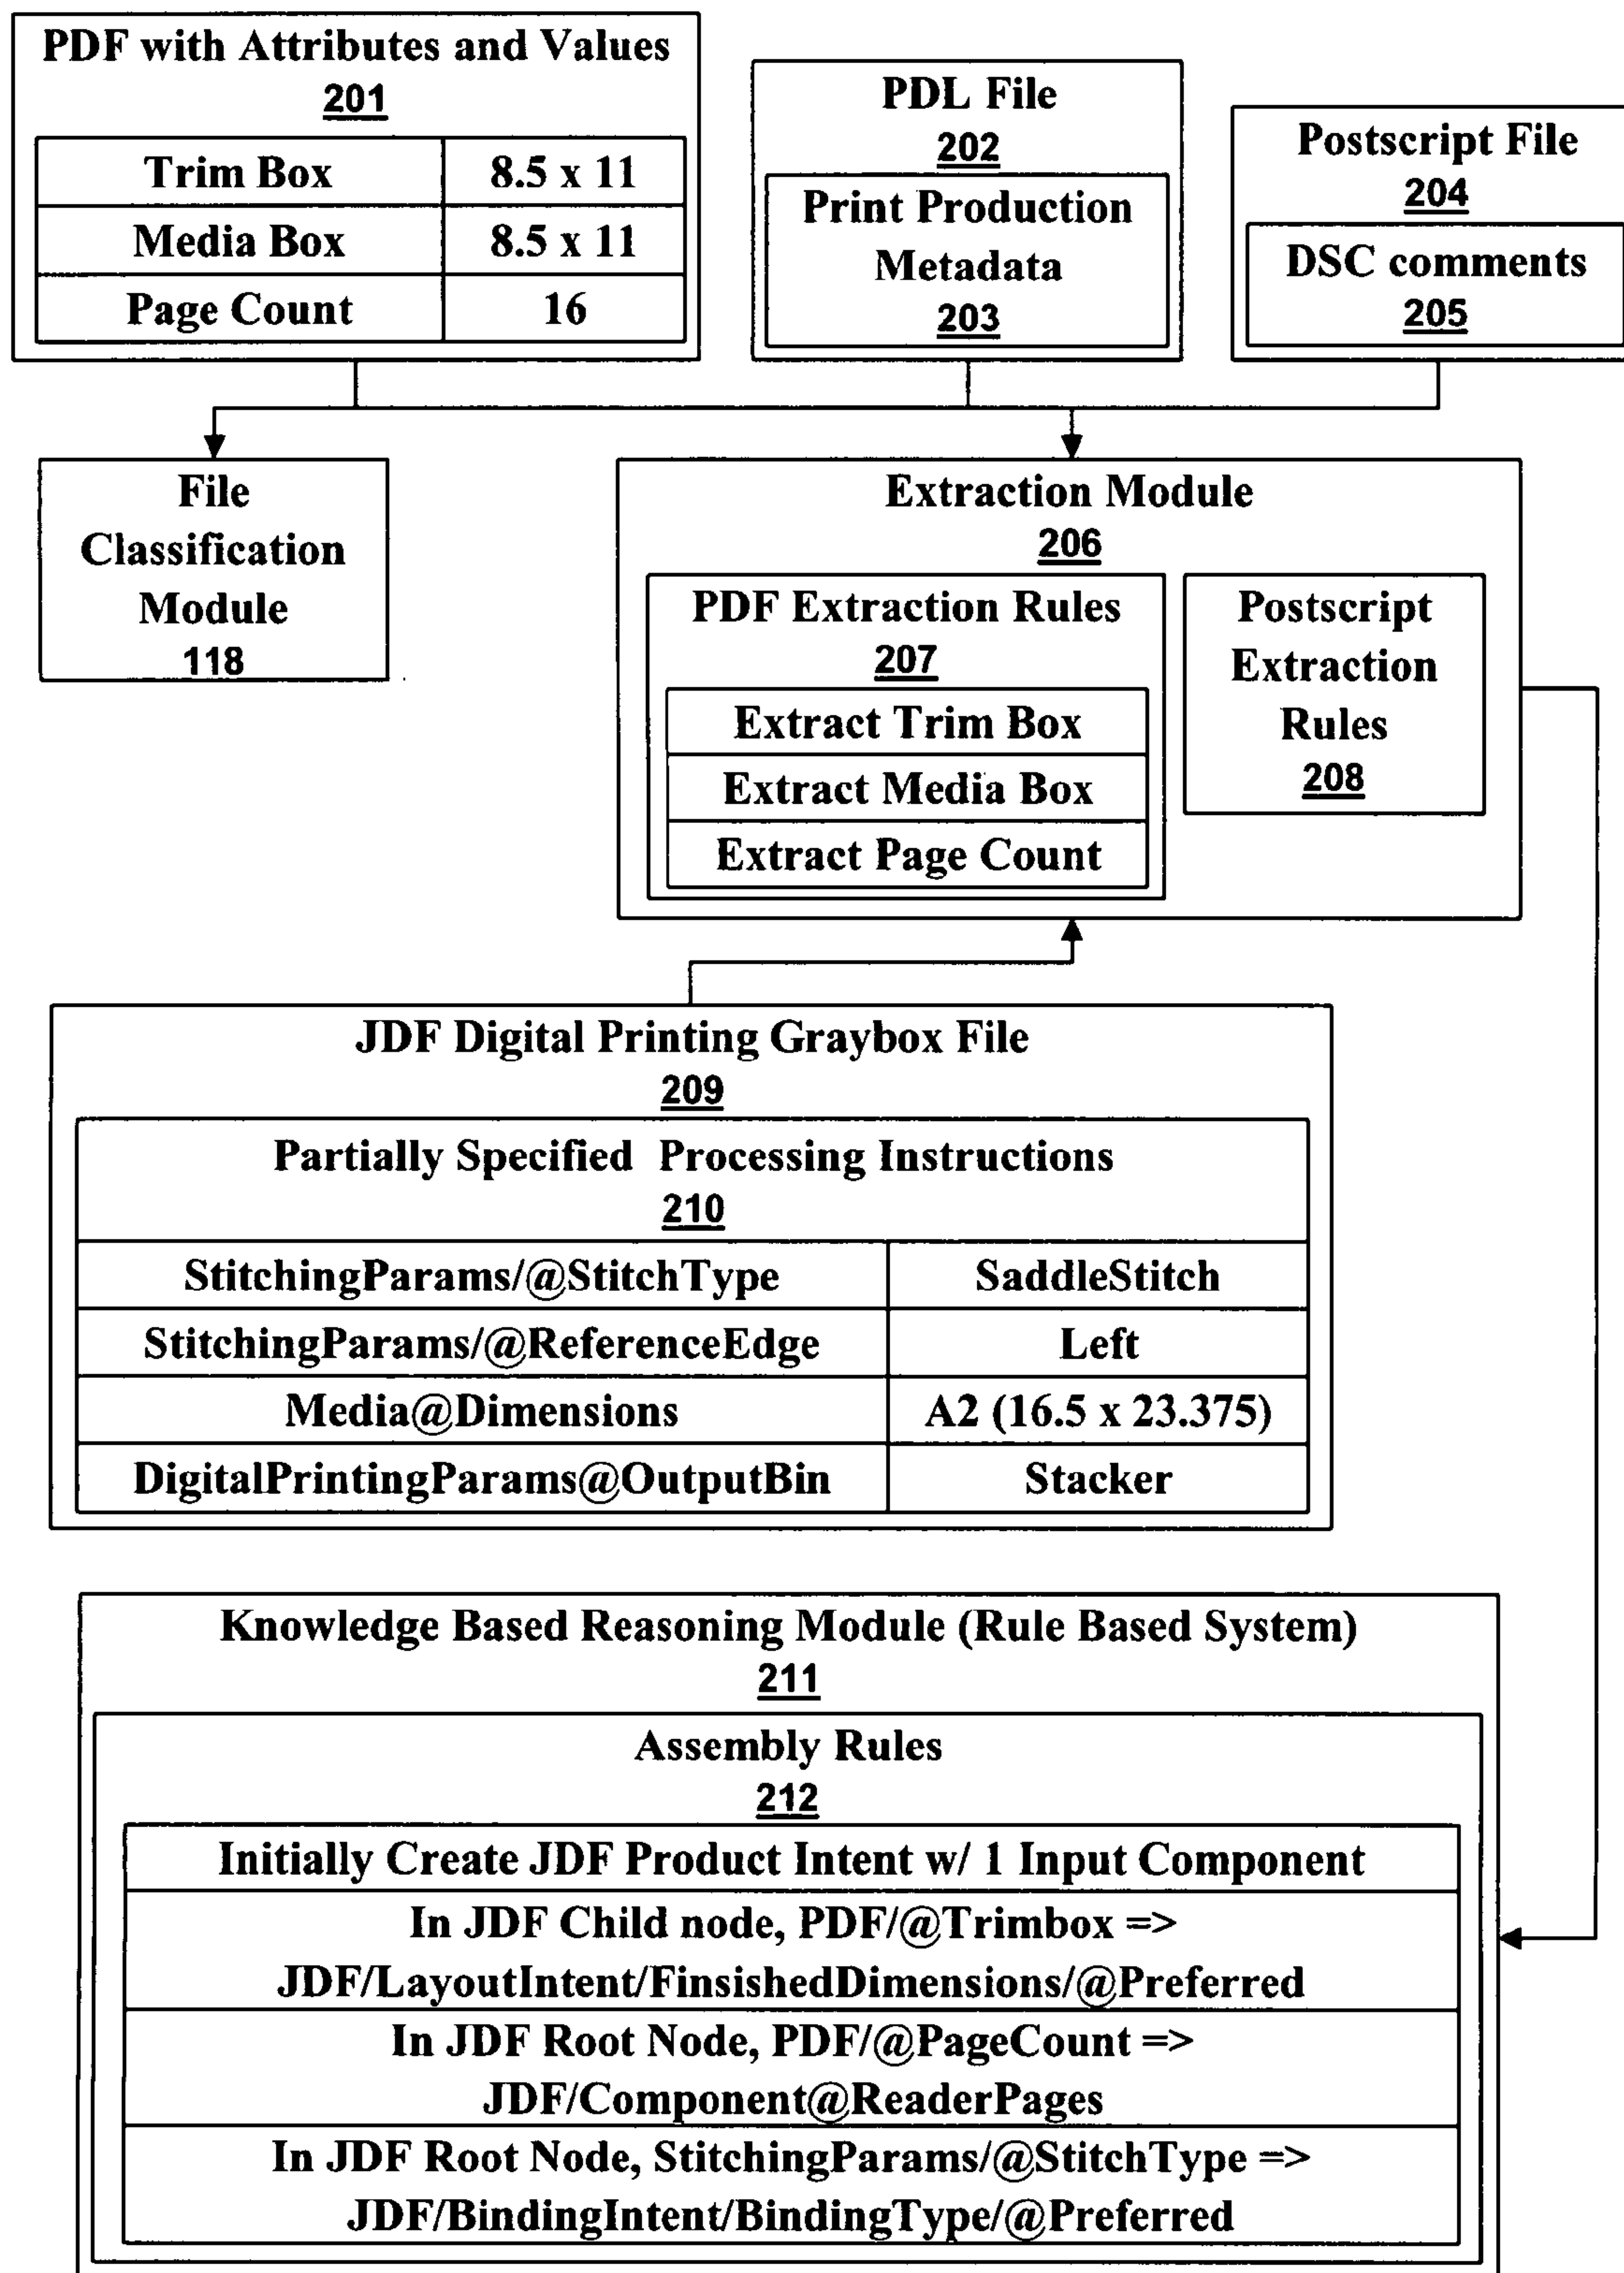 PDF with Attributes and Values
201
Trim Box 8.5 x 11
Media Box 8.5 x 11
Page Count 16
PDL File
202
Print Production
Metadata
203
Postscript File
204
DSC comments
205
File
Classification
Module
118
Extraction Module
206
PDF Extraction Rules
207
Extract Trim Box
Extract Media Box
Extract Page Count
Postscript
Extraction
Rules
208
JDF Digital Printing Graybox File
209
Partially Specified Processing Instructions
210
StitchingParams/@StitchType SaddleStitch
StitchingParams/@ReferenceEdge Left
Media@Dimensions A2 (16.5 x 23.375)
DigitalPrintingParams@OutputBin Stacker
Knowledge Based Reasoning Module (Rule Based System)
211
Assembly Rules
212
Initially Create JDF Product Intent w/ 1 Input Component
In JDF Child node, PDF/@Trimbox =>
JDF/LayoutIntent/FinsishedDimensions/@Preferred
In JDF Root Node, PDF/@PageCount =>
JDF/Component@ReaderPages
In JDF Root Node, StitchingParams/@StitchType =>
JDF/BindingIntent/BindingType/@Preferred